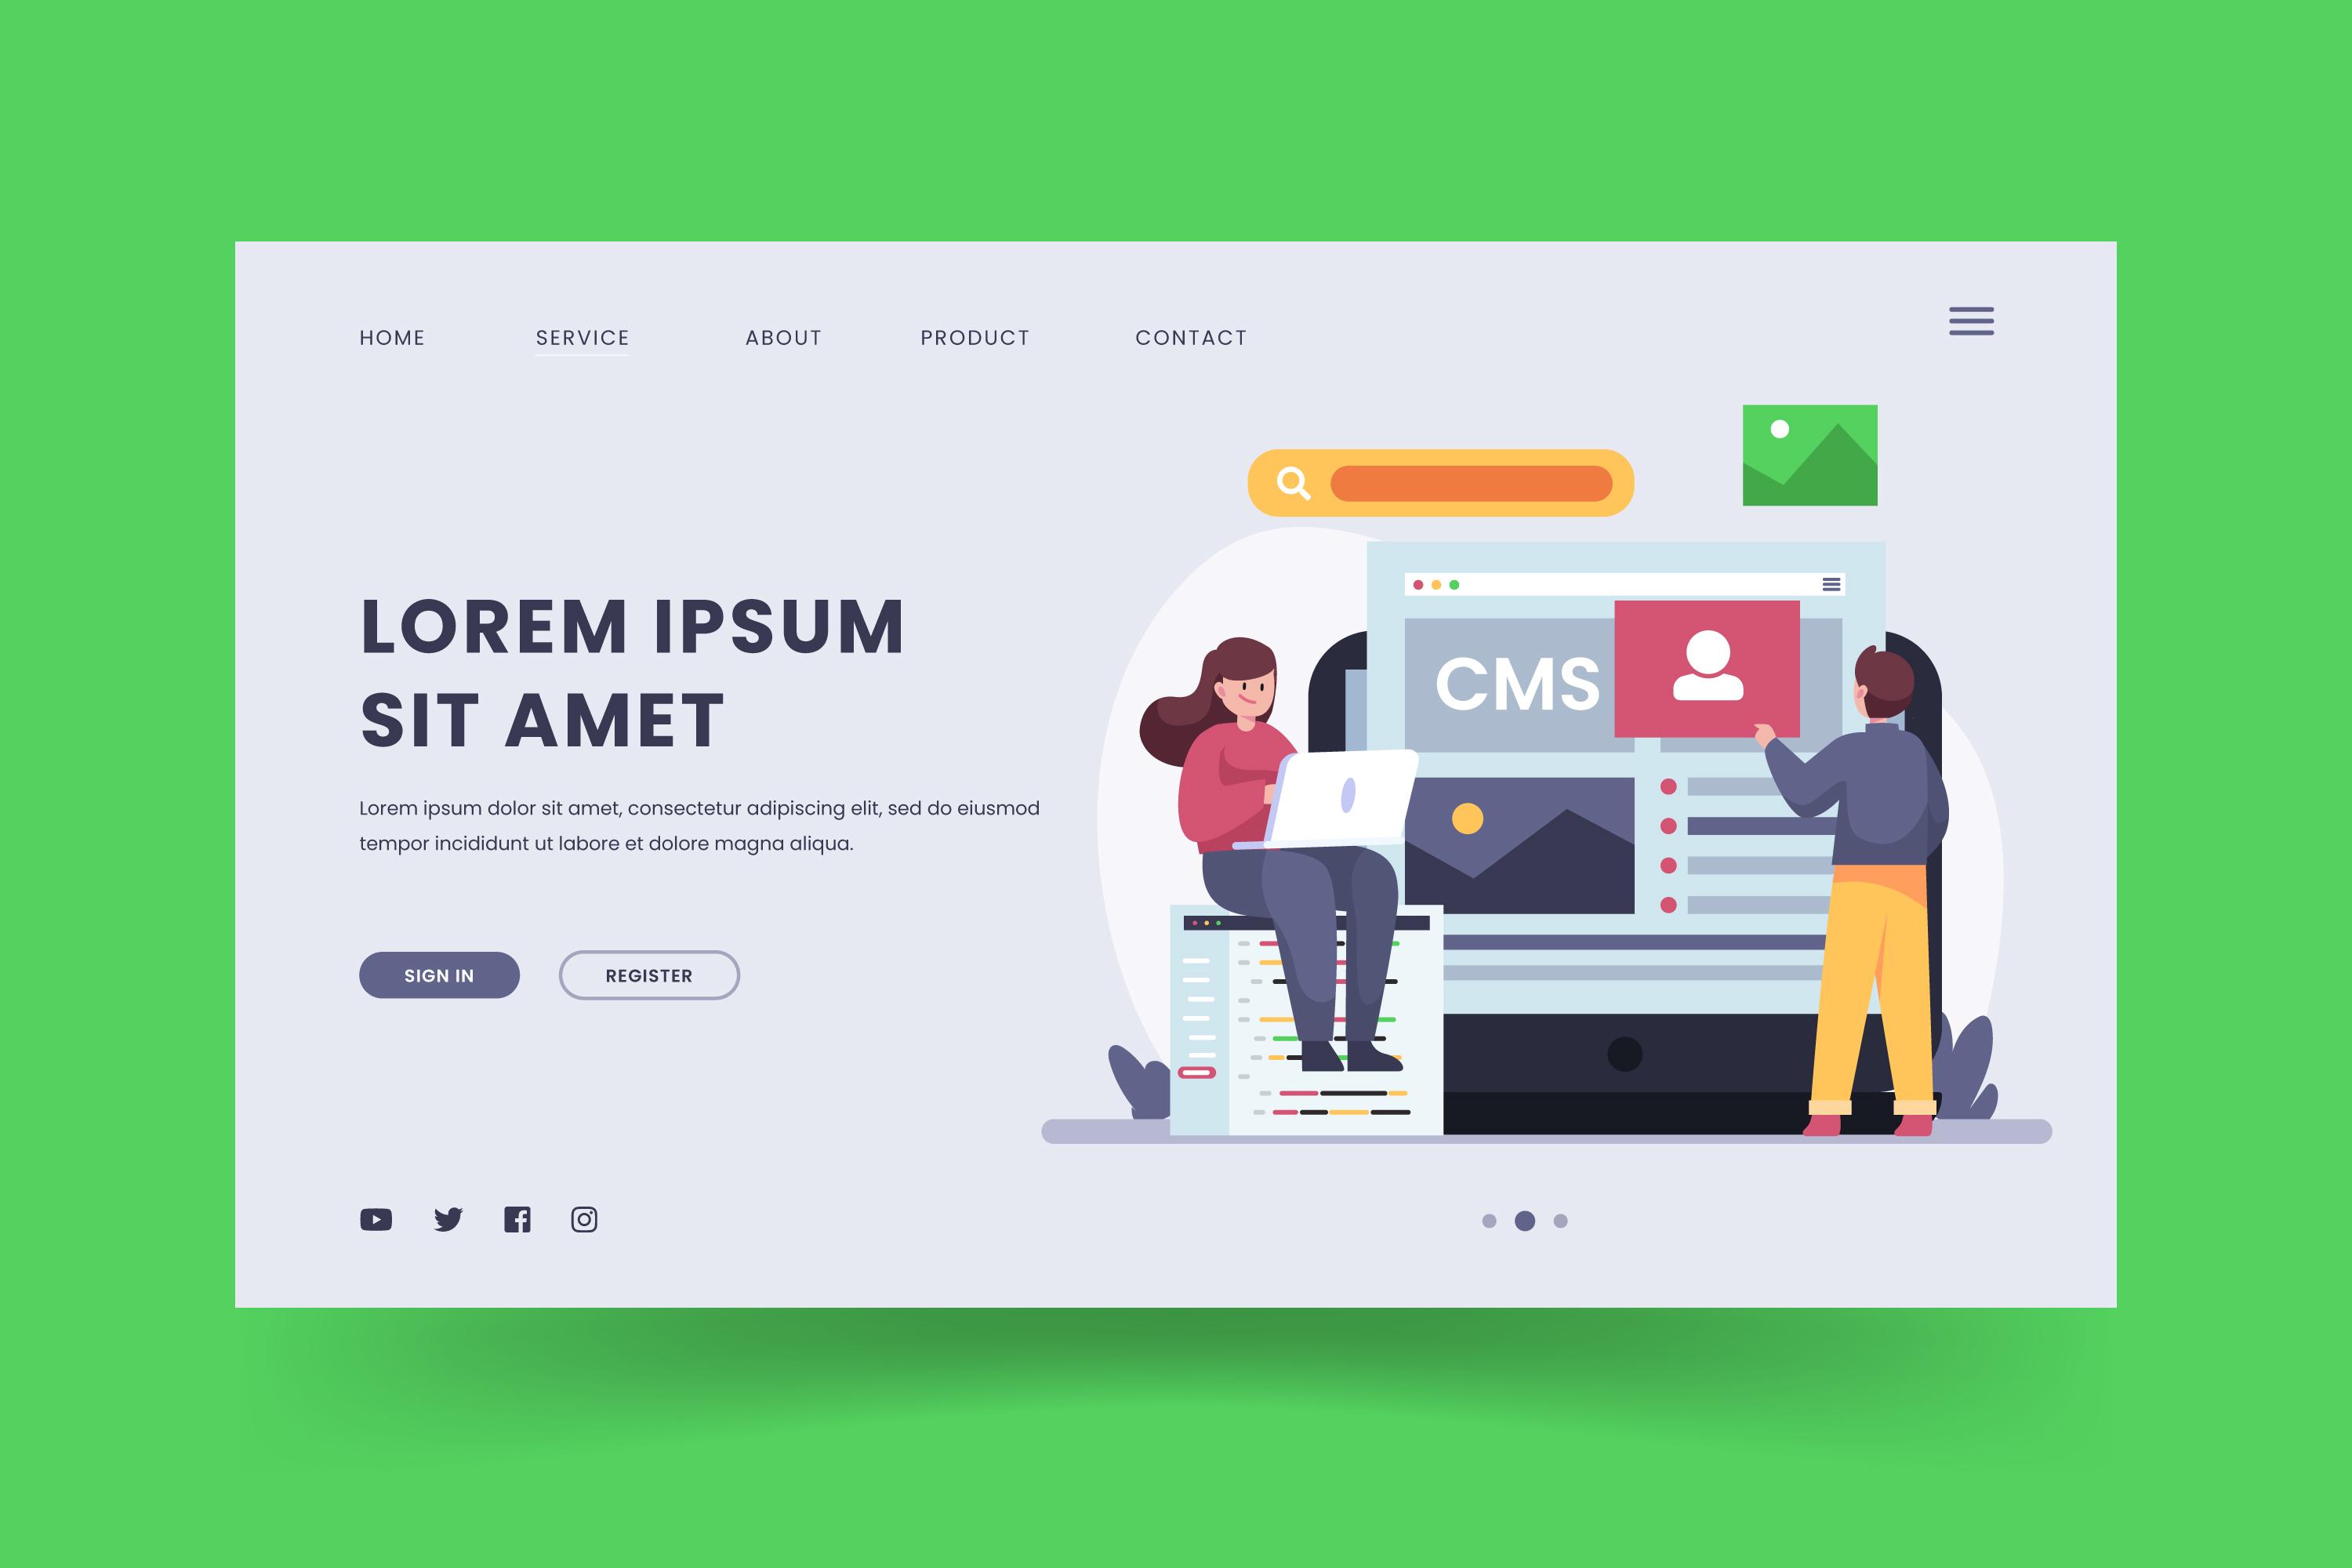 HOME SERVICE ABOUT PRODUCT CONTACT
LOREM IPSUM
SIT AMET
Lorem ipsum dolor sit amet, consectetur adipiscing elit, sed do eiusmod
tempor incididunt ut labore et dolore magna aliqua.
SIGN IN REGISTER
CMS